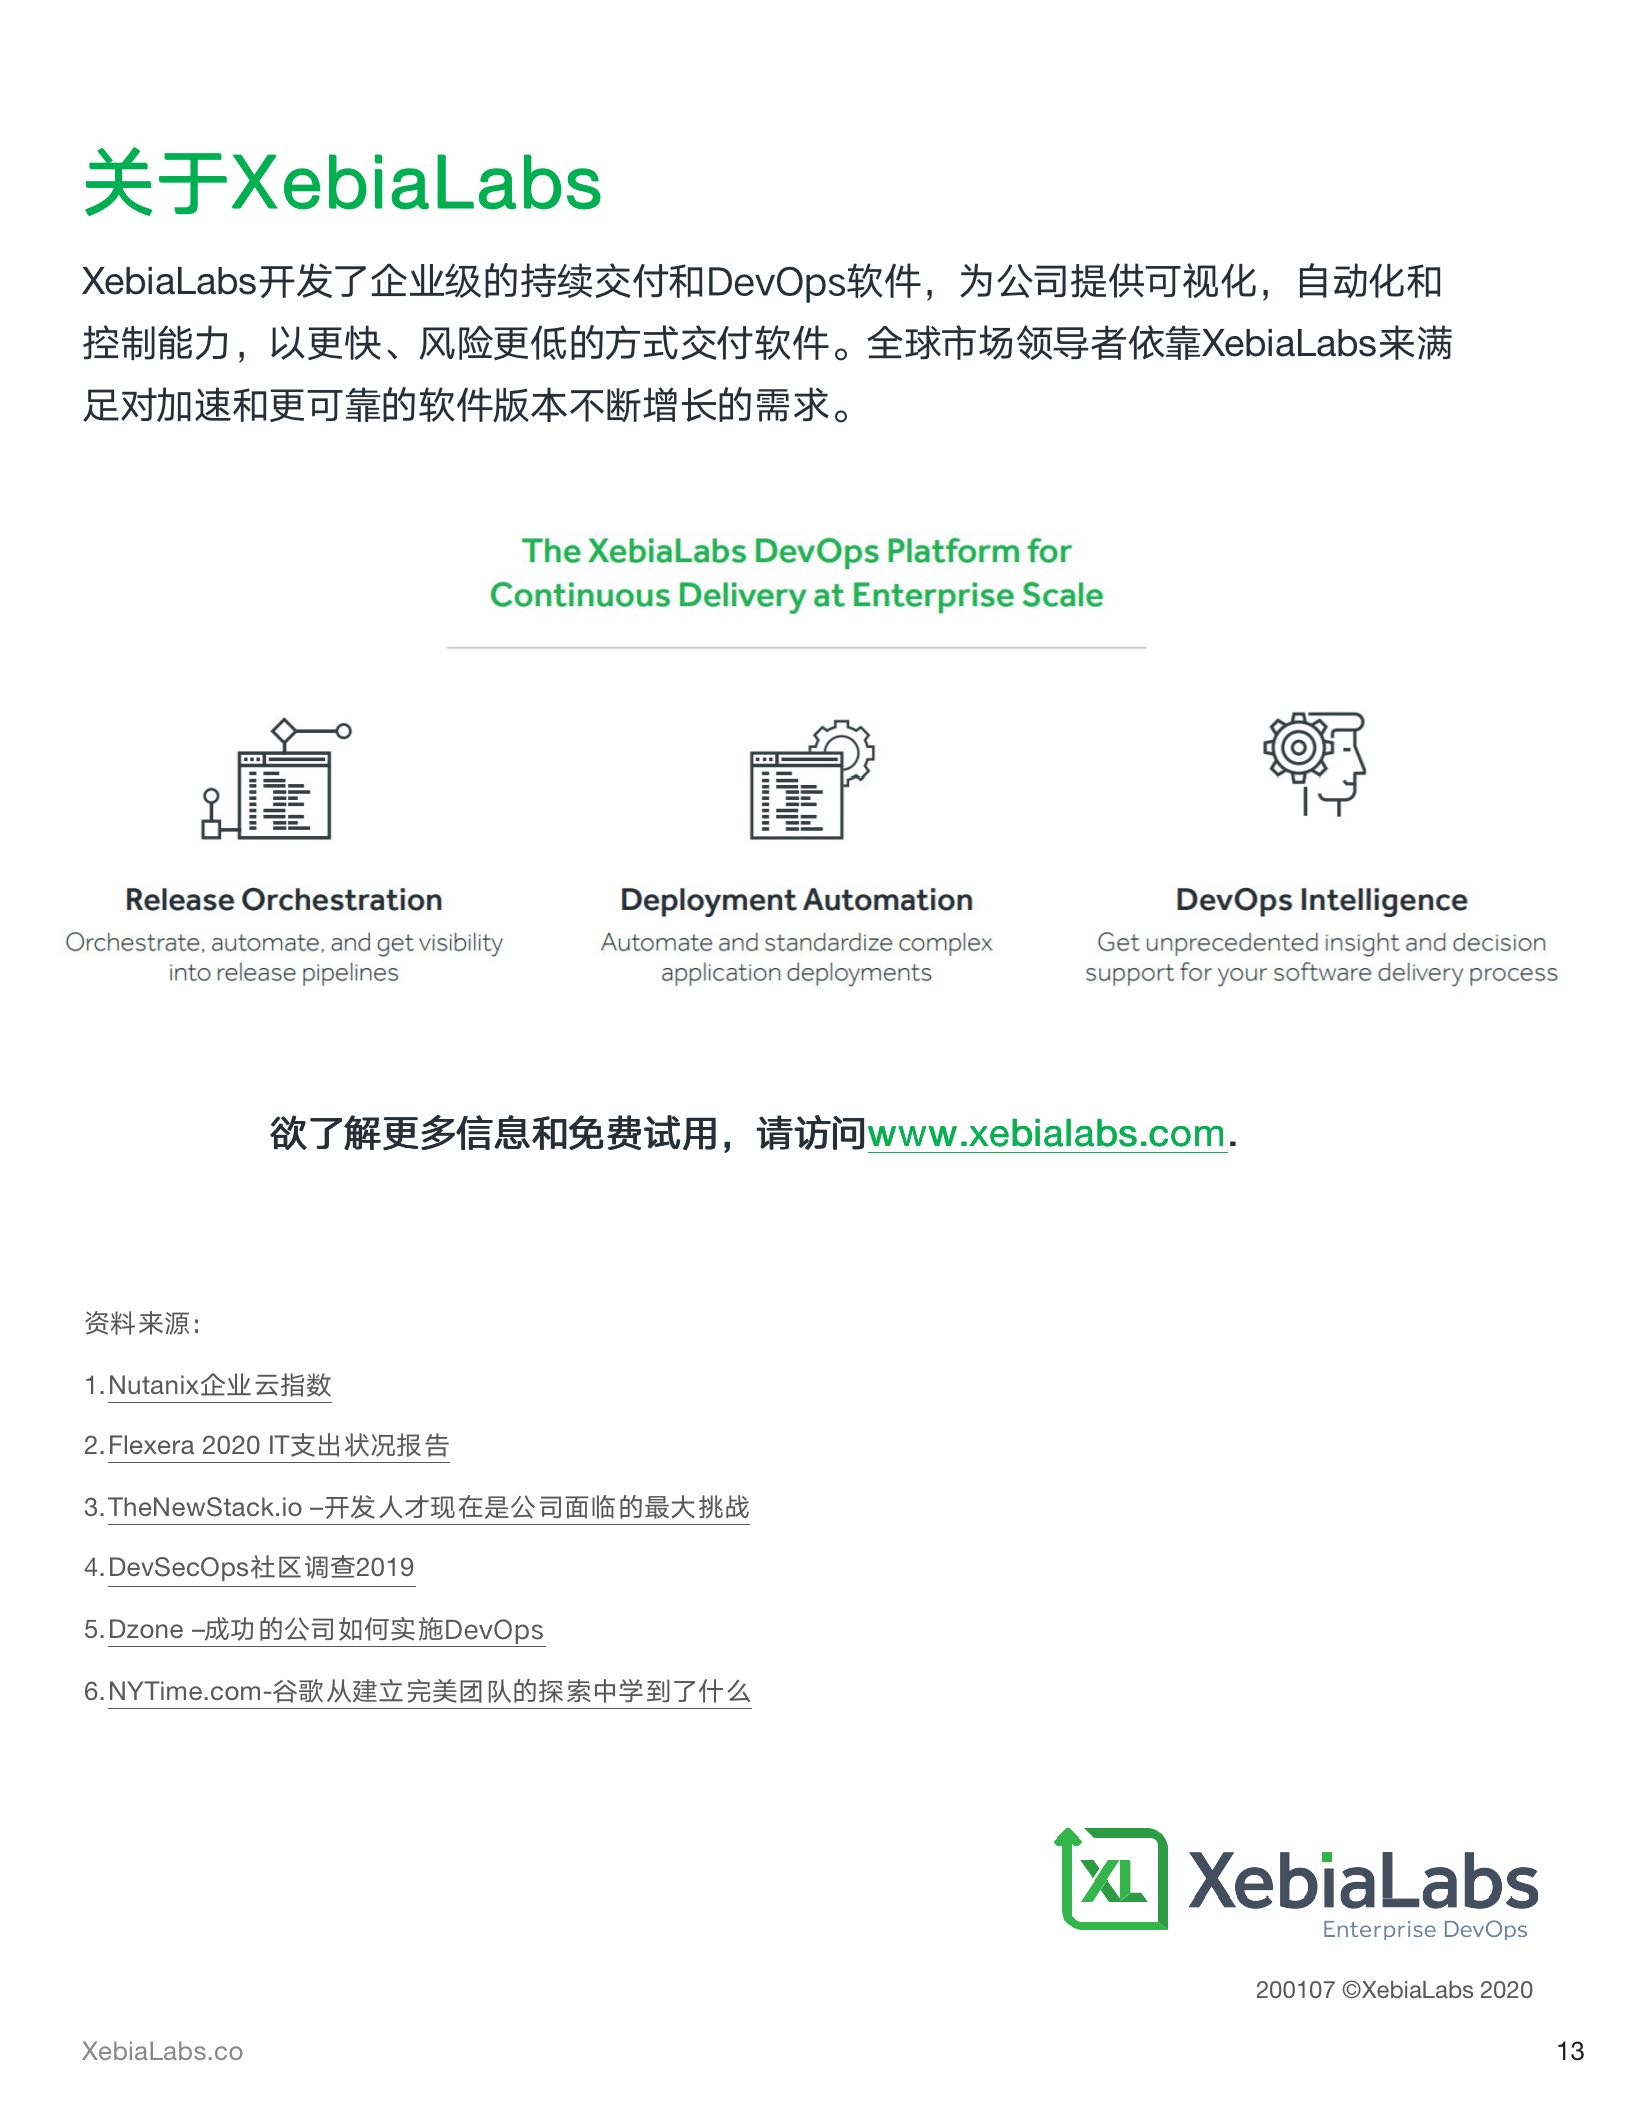 关于XebiaLabs
XebiaLabs开发了企业级的持续交付和DevOps软件，为公司提供可视化，自动化和
控制能力，以更快、风险更低的方式交付软件。全球市场领导者依靠XebiaLabs来满
足对加速和更可靠的软件版本不断增长的需求。
The XebiaLabs DevOps Platform for
Continuous Delivery at Enterprise Scale
Release Orchestration
Orchestrate, automate, and get visibility
into release pipelines
Deployment Automation
Automate and standardize complex
application deployments
DevOps Intelligence
Get unprecedented insight and decision
support for your software delivery process
欲了解更多信息和免费试用，请访问www.xebialabs.com.
资料来源：
1.Nutanix企业云指数
2.Flexera 2020 IT支出状况报告
3.TheNewStack.io –开发人才现在是公司面临的最大挑战
4.DevSecOps社区调查2019
5.Dzone –成功的公司如何实施DevOps
6.NYTime.com-谷歌从建立完美团队的探索中学到了什么
XL XebiaLabs
Enterprise DevOps
200107 ©XebiaLabs 2020
XebiaLabs.co
13